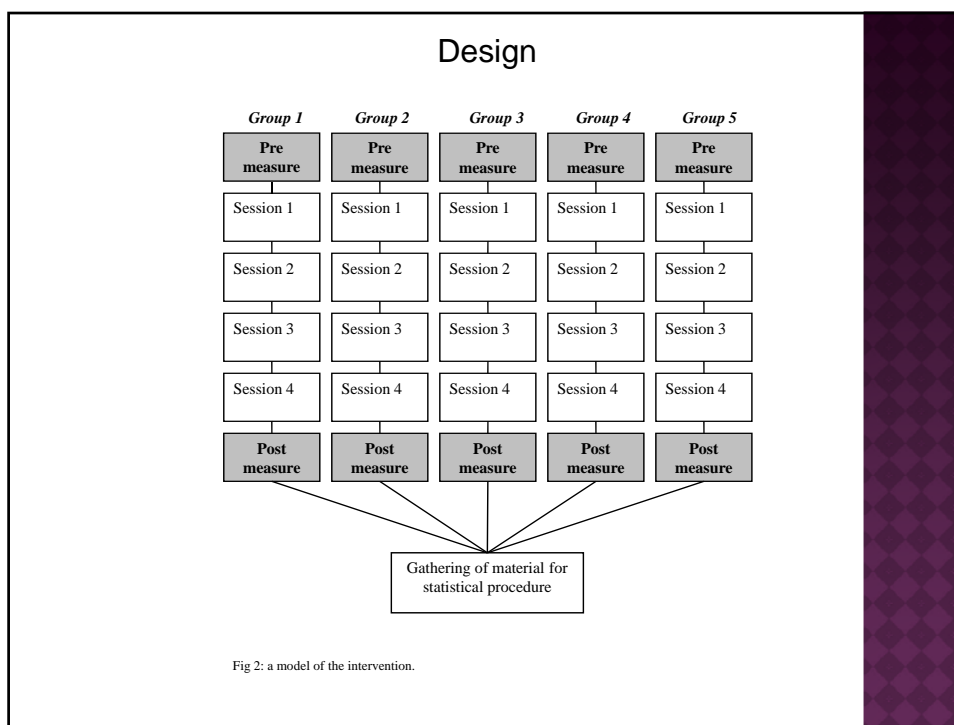 Design
Group 1 Group 2 Group 3 Group 4 Group 5
Pre Pre Pre Pre Pre
measure measure measure measure measure
Session 1 Session 1 Session 1 Session 1 Session 1
Session 2 Session 2 Session 2 Session 2 Session 2
Session 3 Session 3 Session 3 Session 3 Session 3
Session 4 Session 4 Session 4 Session 4 Session 4
Post Post Post Post Post
measure measure measure measure measure
Gathering of material for
statistical procedure
Fig 2: a model of the intervention.